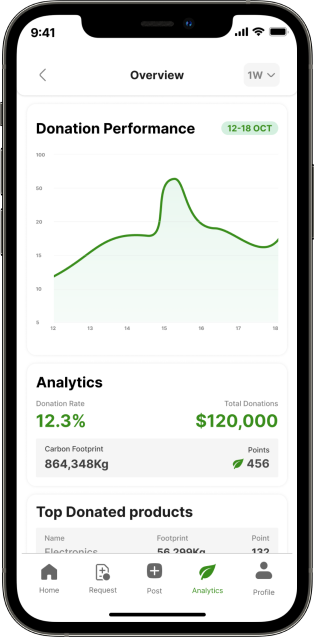 9:41
Overview
1W
Donation Performance
12-18 OCT
100
50
20
15
10
5
12 13 14 15 16 17 18
Analytics
Donation Rate Total Donations
12.3% $120,000
Carbon Footprint Points
864,348Kg 456
Top Donated products
Name Footprint Point
Electronics 56,299Kg 132
Home Request Post Analytics Profile